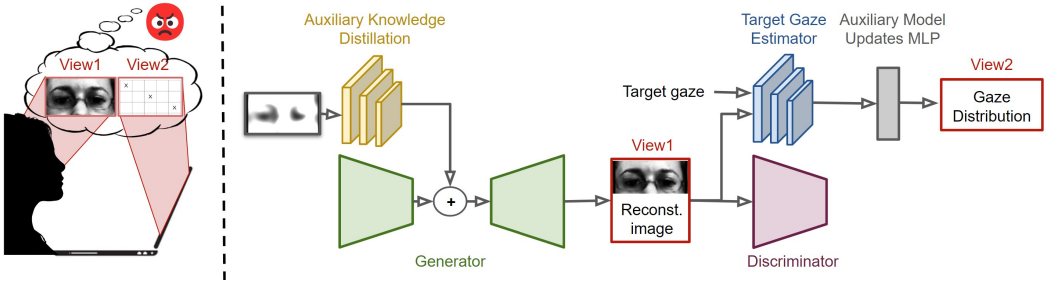 View1
View2
x
x
x
Auxiliary Knowledge
Distillation
+
Generator
View1
Reconst.
image
Target gaze
Target Gaze
Estimator
Discriminator
Auxiliary Model
Updates MLP
View2
Gaze
Distribution